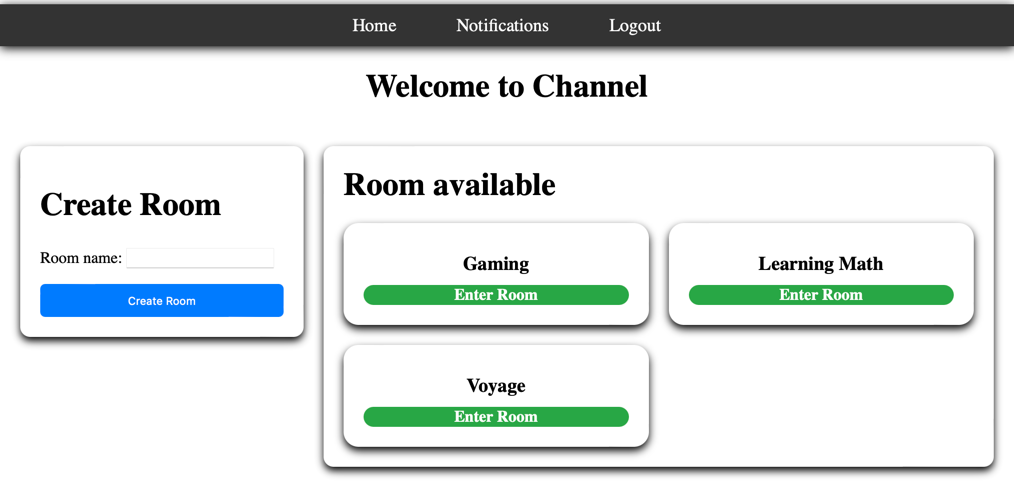 Home Notifications Logout
Welcome to Channel
Create Room
Room name:
Create Room
Room available
Gaming
Enter Room
Learning Math
Enter Room
Voyage
Enter Room